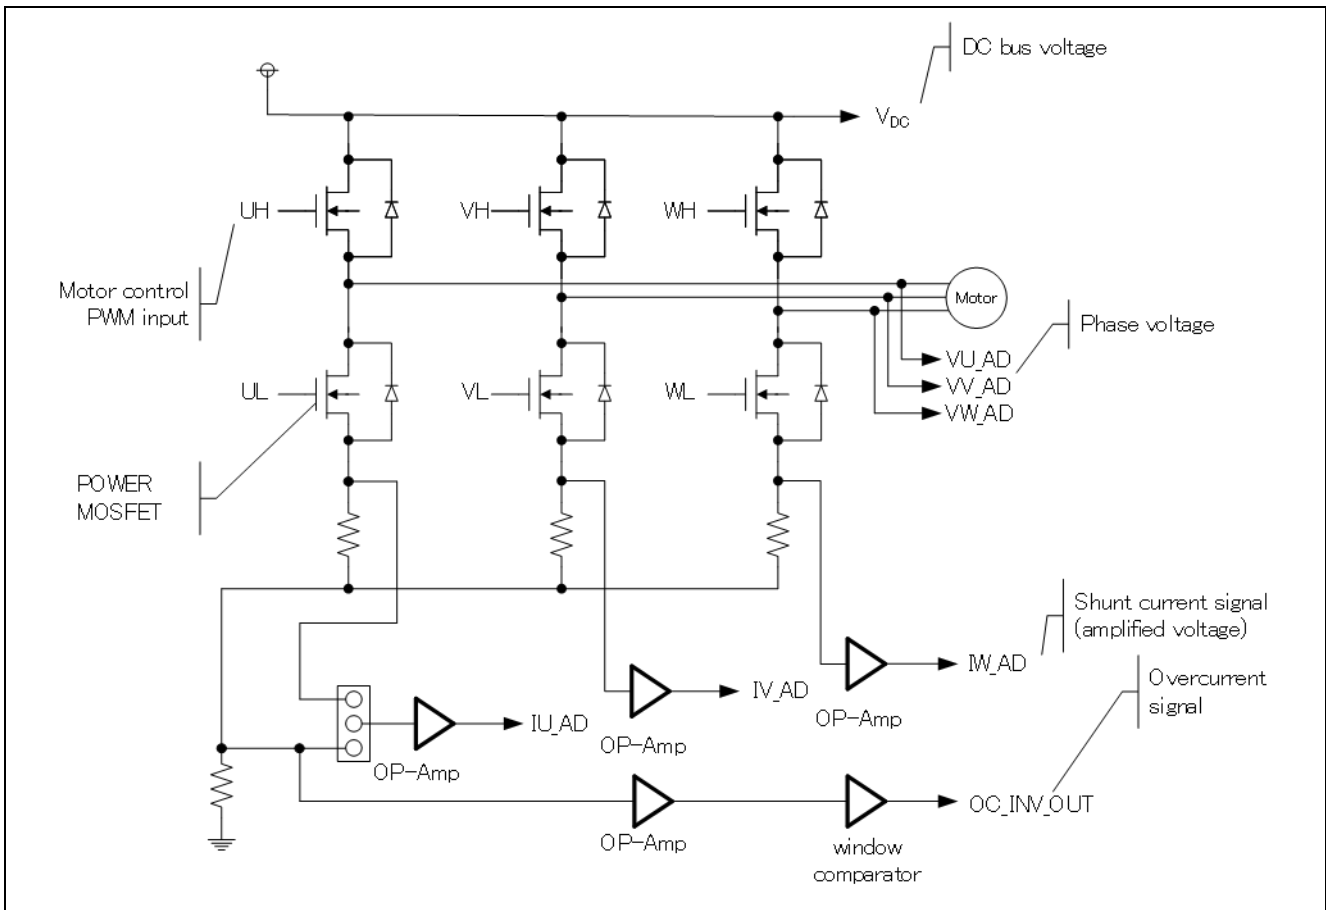 DC bus voltage
VDC
UH
VH
WH
Motor control
PWM input
Motor
Phase voltage
VU_AD
VV_AD
VW_AD
UL
VL
WL
POWER
MOSFET
Shunt current signal
(amplified voltage)
IW_AD
OP-Amp
IV_AD
OP-Amp
Overcurrent
signal
IU_AD
OP-Amp
OC_INV_OUT
OP-Amp
window
comparator